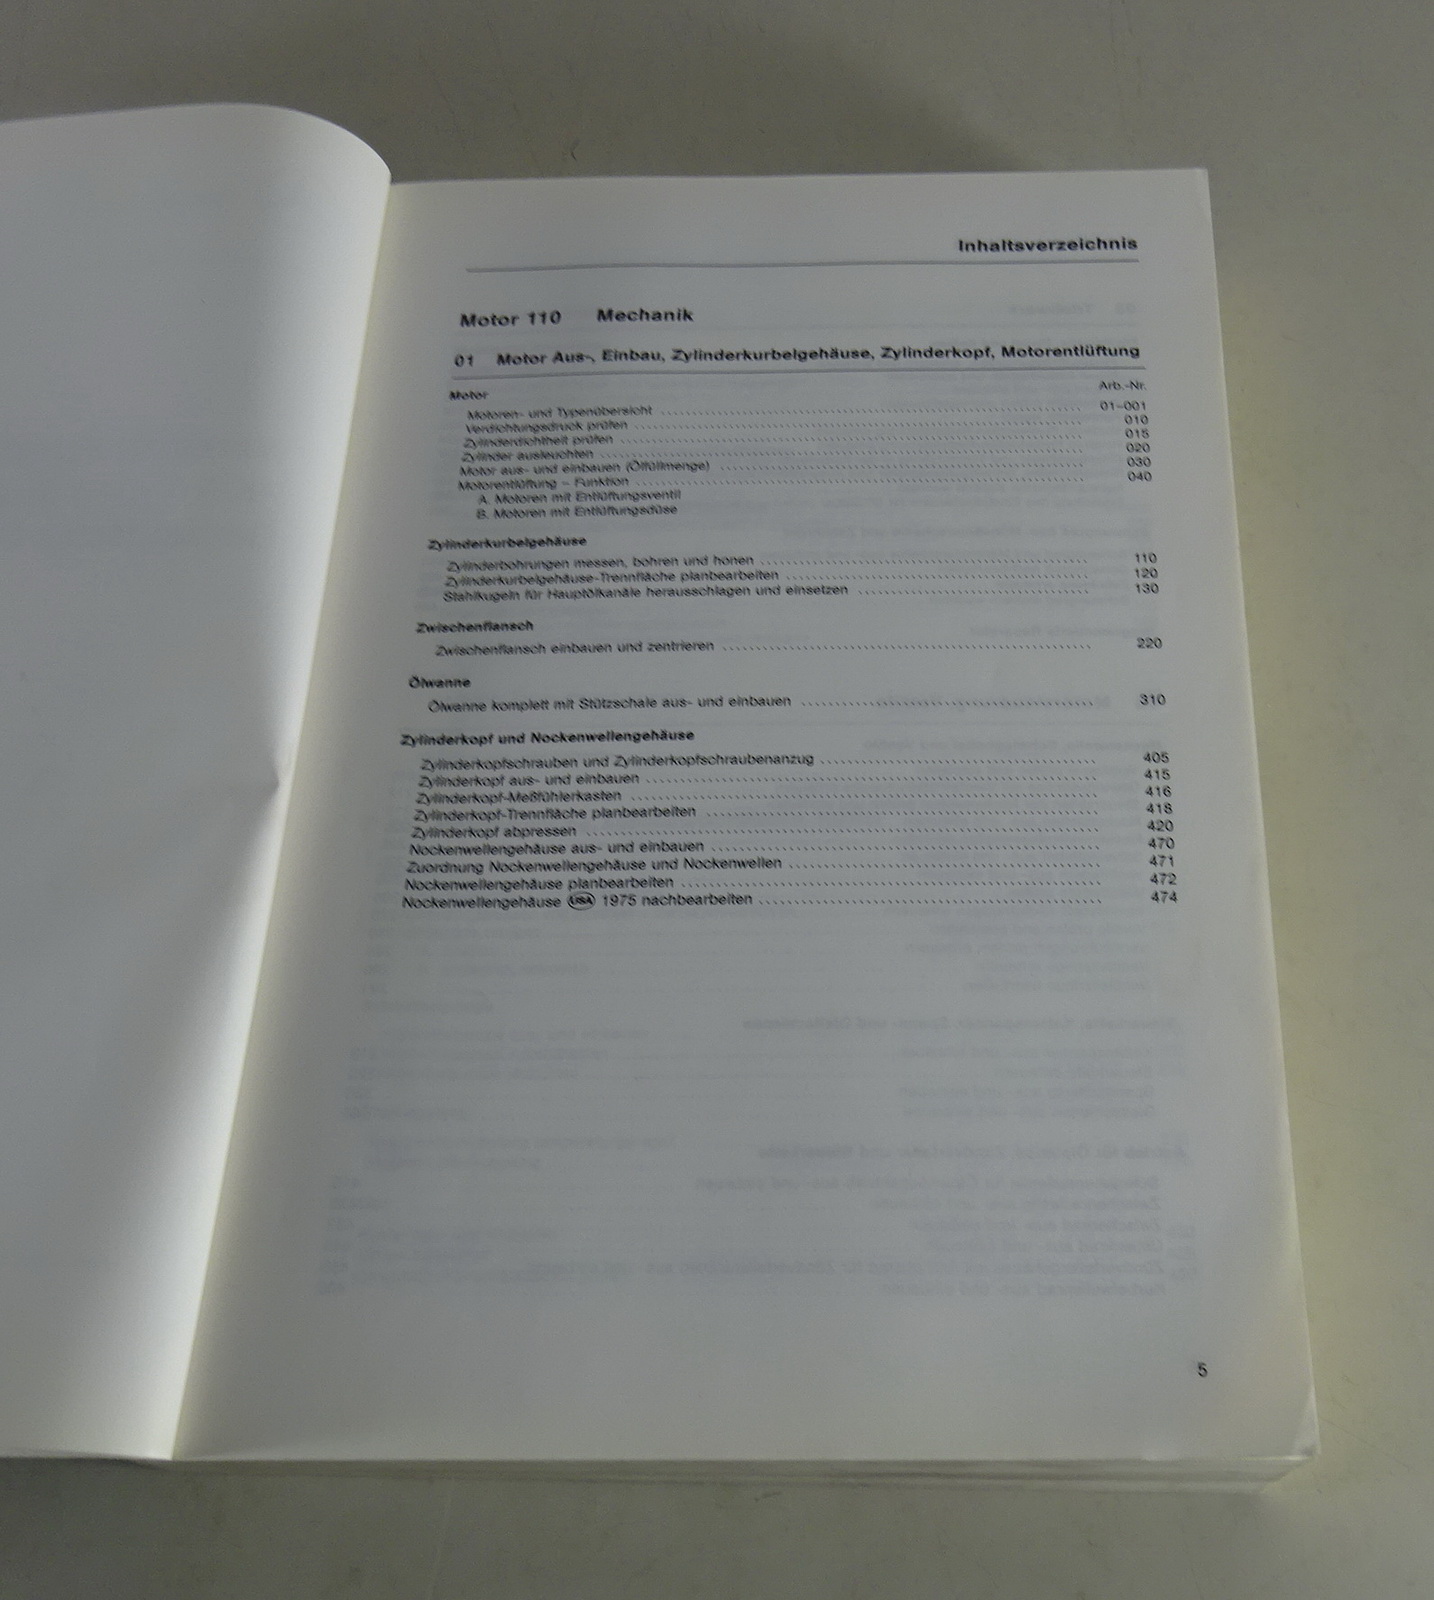 Inhaltsverzeichnis
Motor 110 Mechanik
01 Motor Aus-, Einbau, Zylinderkurbelgehäuse, Zylinderkopf, Motorentlüftung
Motor Arb.-Nr.
Motoren- und Typenübersicht 01-001
Verdichtungsdruck prüfen 010
Zylinderdichtheit prüfen 015
Zylinder ausleuchten 020
Motor aus- und einbauen (Ölfüllmenge) 030
Motorentlüftung – Funktion 040
A. Motoren mit Entlüftungsventil
B. Motoren mit Entlüftungsdüse
Zylinderkurbelgehäuse
Zylinderbohrungen messen, bohren und honen 110
Zylinderkurbelgehäuse-Trennfläche planbearbeiten 120
Stahlkugeln für Hauptölkanäle herausschlagen und einsetzen 130
Zwischenflansch
Zwischenflansch einbauen und zentrieren 220
Ölwanne
Ölwanne komplett mit Stützschale aus- und einbauen 310
Zylinderkopf und Nockenwellengehäuse
Zylinderkopfschrauben und Zylinderkopfschraubenanzug 405
Zylinderkopf aus- und einbauen 415
Zylinderkopf-Meßfühlerkasten 416
Zylinderkopf-Trennfläche planbearbeiten 418
Zylinderkopf abpressen 420
Nockenwellengehäuse aus- und einbauen 470
Zuordnung Nockenwellengehäuse und Nockenwellen 471
Nockenwellengehäuse planbearbeiten 472
Nockenwellengehäuse USA 1975 nachbearbeiten 474
5